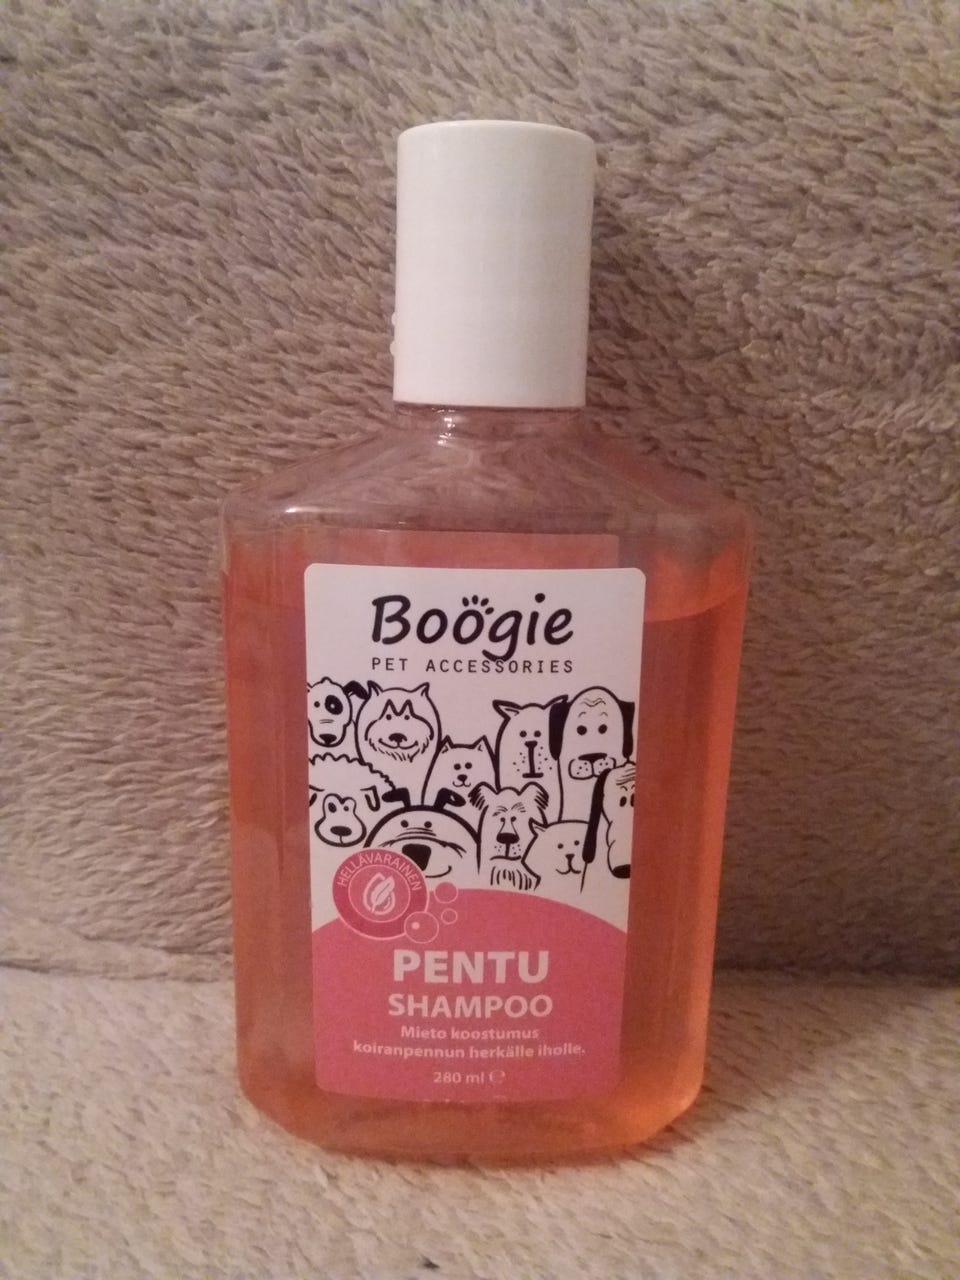 Boogie
PET ACCESSORIES
HELLÄVARAINEN
PENTU
SHAMPOO
Mieto koostumus
koiranpennun herkälle iholle.
280 ml ℮